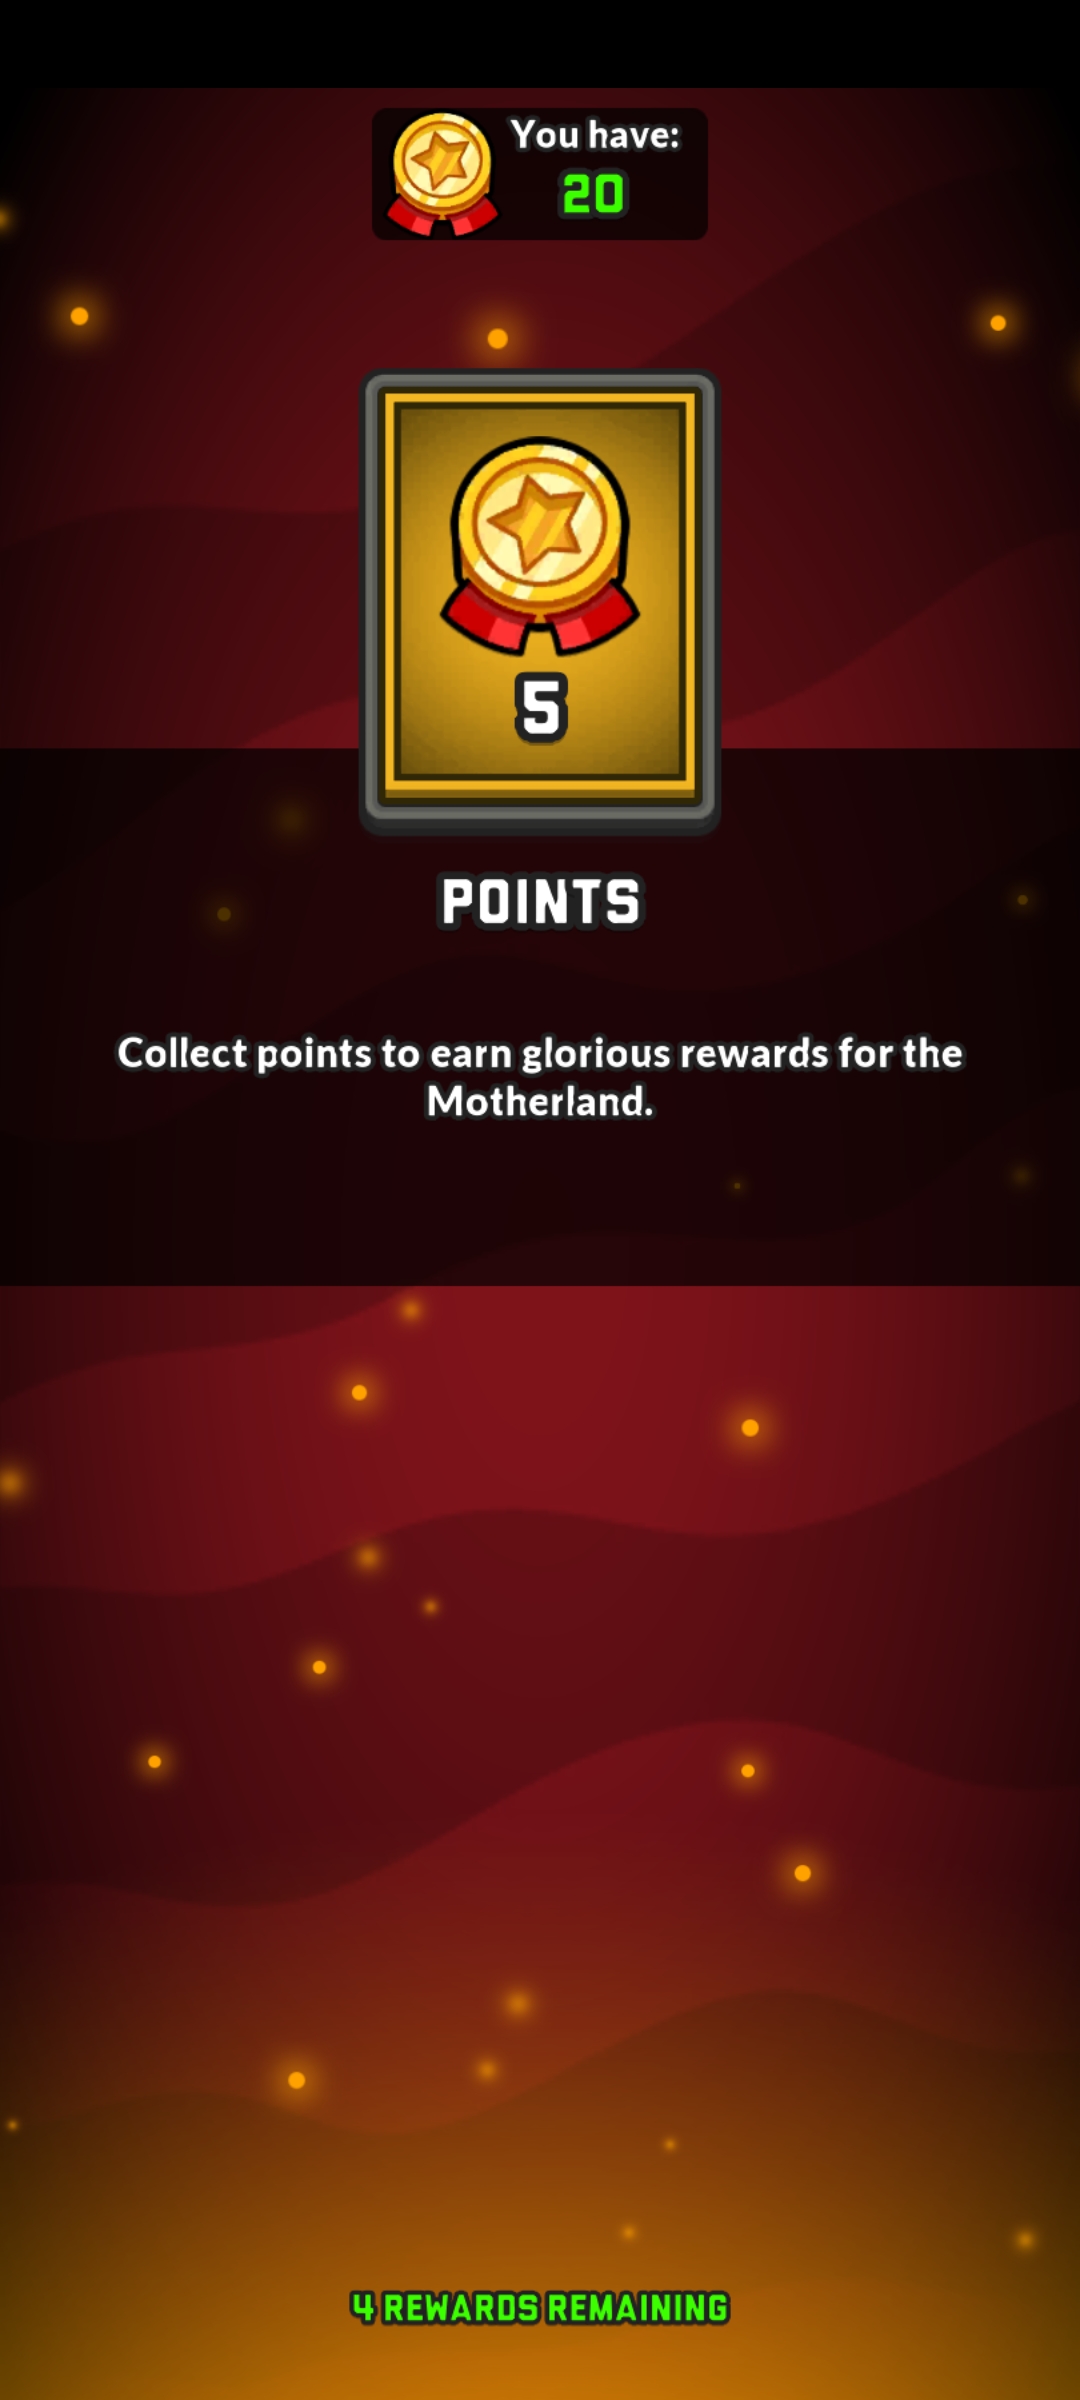 You have:
20
5
POINTS
Collect points to earn glorious rewards for the
Motherland.
4 REWARDS REMAINING